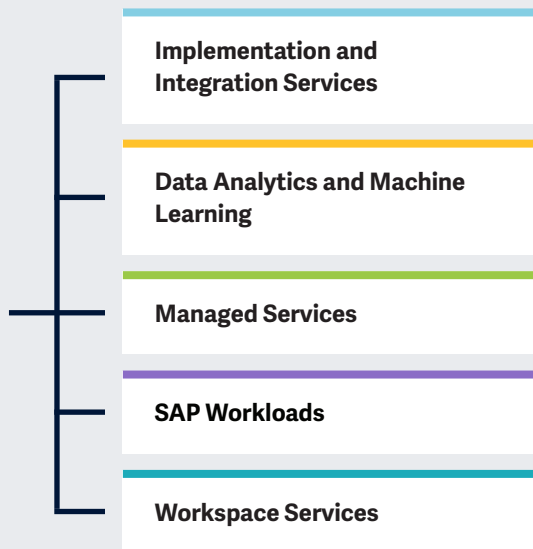 Implementation and
Integration Services
Data Analytics and Machine
Learning
Managed Services
SAP Workloads
Workspace Services